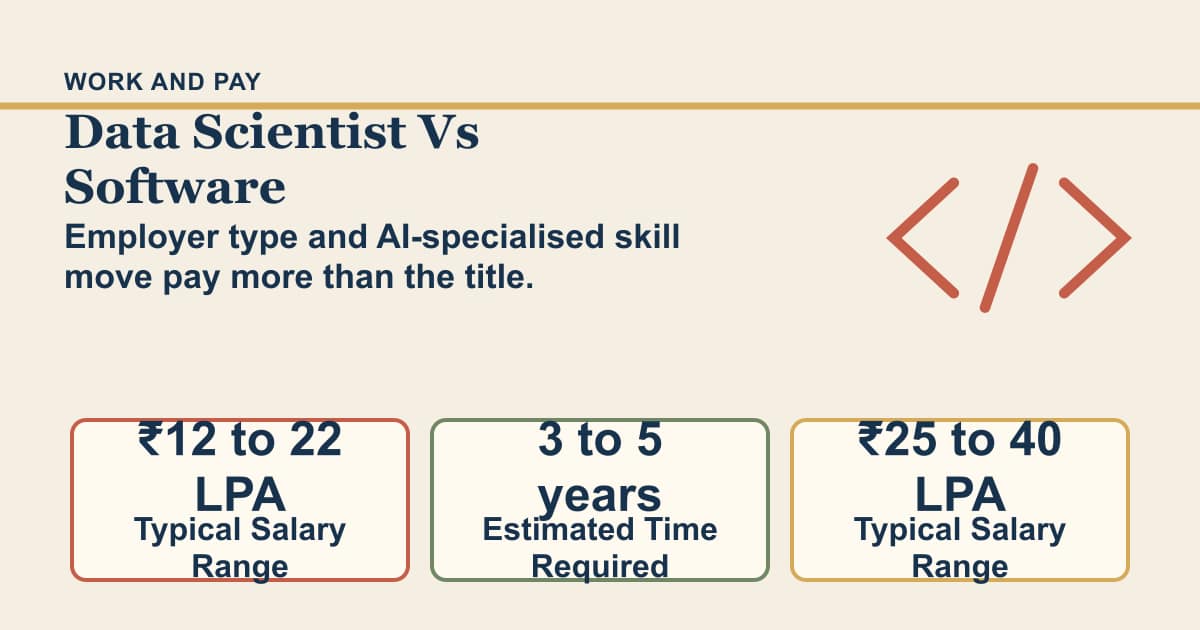 WORK AND PAY
Data Scientist Vs
Software
Employer type and AI-specialised skill
move pay more than the title.
₹12 to 22
LPA
Typical Salary
Range
3 to 5
years
Estimated Time
Required
₹25 to 40
LPA
Typical Salary
Range